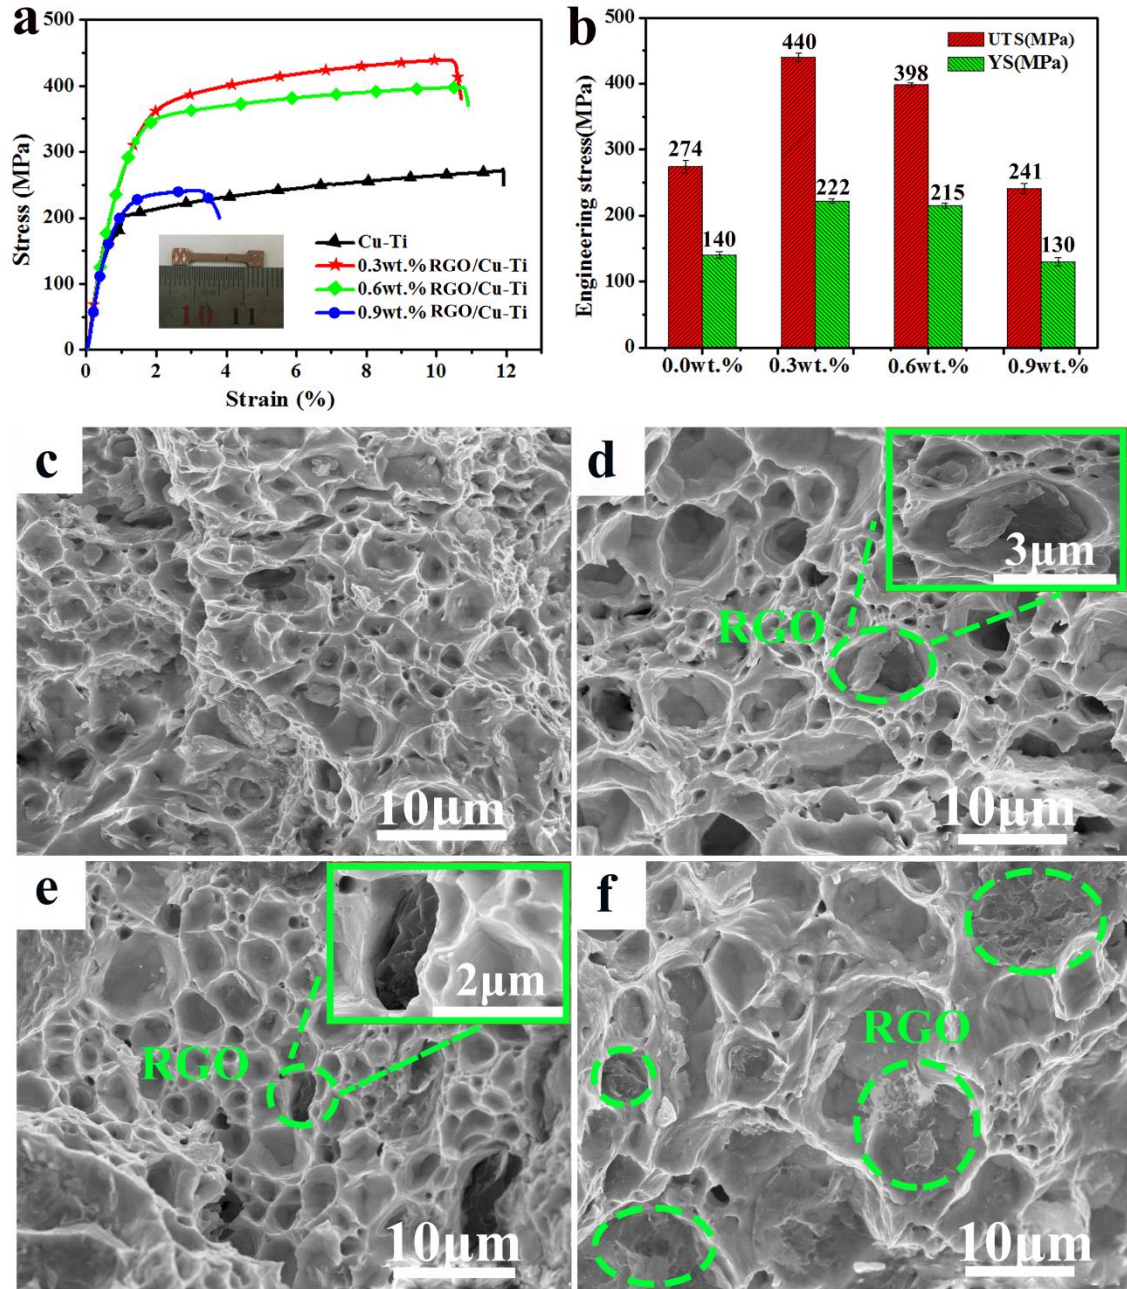 a
500
400
300
200
100
0
Stress (MPa)
0 2 4 6 8 10 12
Strain (%)
Cu-Ti
0.3wt.% RGO/Cu-Ti
0.6wt.% RGO/Cu-Ti
0.9wt.% RGO/Cu-Ti
10 11
b
500
400
300
200
100
0
Engineering stress(MPa)
UTS(MPa)
YS(MPa)
274
140
440
222
398
215
241
130
0.0wt.% 0.3wt.% 0.6wt.% 0.9wt.%
c
10μm
d
3μm
RGO
10μm
e
2μm
RGO
10μm
f
RGO
10μm